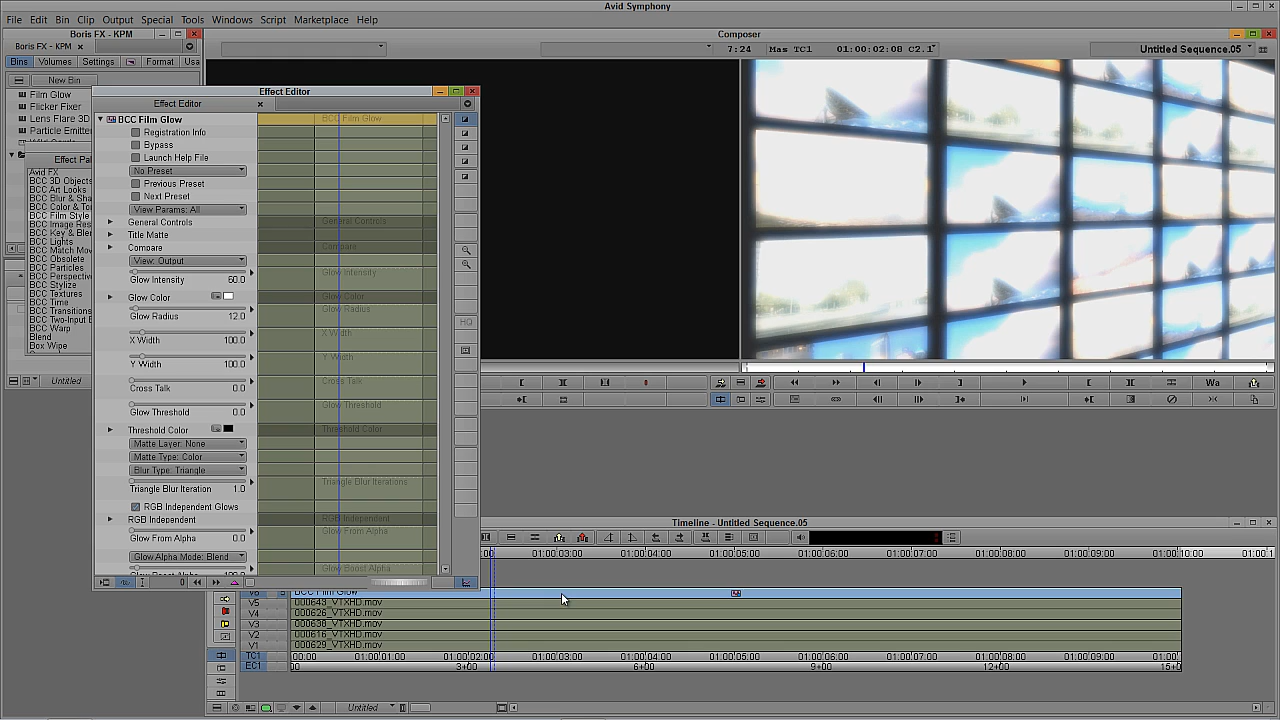 Avid Symphony
File Edit Bin Clip Output Special Tools Windows Script Marketplace Help
Boris FX - KPM
Boris FX - KPM
Bins Volumes Settings Format Usa
New Bin
Film Glow
Flicker Fixer
Lens Flare 3D
Particle Emitte
Effect Pal
Avid FX
BCC 3D Objects
BCC Art Looks
BCC Blur & Sha
BCC Color & To
BCC Film Style
BCC Image Res
BCC Key & Ble
BCC Lights
BCC Match Mov
BCC Obsolete
BCC Particles
BCC Perspectiv
BCC Stylize
BCC Textures
BCC Time
BCC Transitions
BCC Two-Input E
BCC Warp
Blend
Box Wipe
Untitled
Effect Editor
Effect Editor
BCC Film Glow
BCC Film Glow
Registration Info
Bypass
Launch Help File
No Preset
Previous Preset
Next Preset
View Params: All
General Controls
General Controls
Title Matte
Compare
Compare
View: Output
Glow Intensity 60.0
Glow Intensity
Glow Color
Glow Color
Glow Radius 12.0
Glow Radius
X Width 100.0
X Width
Y Width 100.0
Y Width
Cross Talk 0.0
Cross Talk
Glow Threshold 0.0
Glow Threshold
Threshold Color
Threshold Color
Matte Layer: None
Matte Type: Color
Blur Type: Triangle
Triangle Blur Iteration 1.0
Triangle Blur Iterations
RGB Independent Glows
RGB Independent
RGB Independent
Glow From Alpha 0.0
Glow From Alpha
Glow Alpha Mode: Blend
Glow Boost Alpha
0
HQ
Composer
7:24 Mas TC1 01:00:02:08 C2.1
Untitled Sequence.05
Wa
Timeline - Untitled Sequence.05
:00 01:00:03:00 01:00:04:00 01:00:05:00 01:00:06:00 01:00:07:00 01:00:08:00 01:00:09:00 01:00:10:00 01:00:1
V6 BCC Film Glow
V5 000643_VTXHD.mov
V4 000626_VTXHD.mov
V3 000638_VTXHD.mov
V2 000616_VTXHD.mov
V1 000629_VTXHD.mov
TC1 00:00 01:00:01:00 01:00:02:00 01:00:03:00 01:00:04:00 01:00:05:00 01:00:06:00 01:00:07:00 01:00:08:00 01:00:09:00 01:00:
EC1 00 3+00 6+00 9+00 12+00 15+0
Untitled